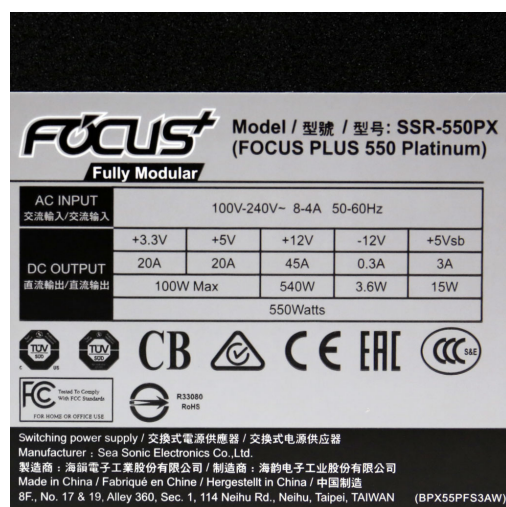 FOCUS+
Fully Modular
Model / 型號 / 型号: SSR-550PX
(FOCUS PLUS 550 Platinum)
AC INPUT
交流輸入/交流输入
100V-240V~ 8-4A 50-60Hz
DC OUTPUT
直流輸出/直流输出
+3.3V +5V +12V -12V +5Vsb
20A 20A 45A 0.3A 3A
100W Max 540W 3.6W 15W
550Watts
TÜV SÜD
C US
TÜV SÜD
CB
CE
EAC
CCC S&E
FC
Tested To Comply
With FCC Standards
FOR HOME OR OFFICE USE
R33080
RoHS
Switching power supply / 交換式電源供應器 / 交换式电源供应器
Manufacturer : Sea Sonic Electronics Co.,Ltd.
製造商 : 海韻電子工業股份有限公司 / 制造商 : 海韵电子工业股份有限公司
Made in China / Fabriqué en Chine / Hergestellt in China / 中国制造
8F., No. 17 & 19, Alley 360, Sec. 1, 114 Neihu Rd., Neihu, Taipei, TAIWAN (BPX55PFS3AW)